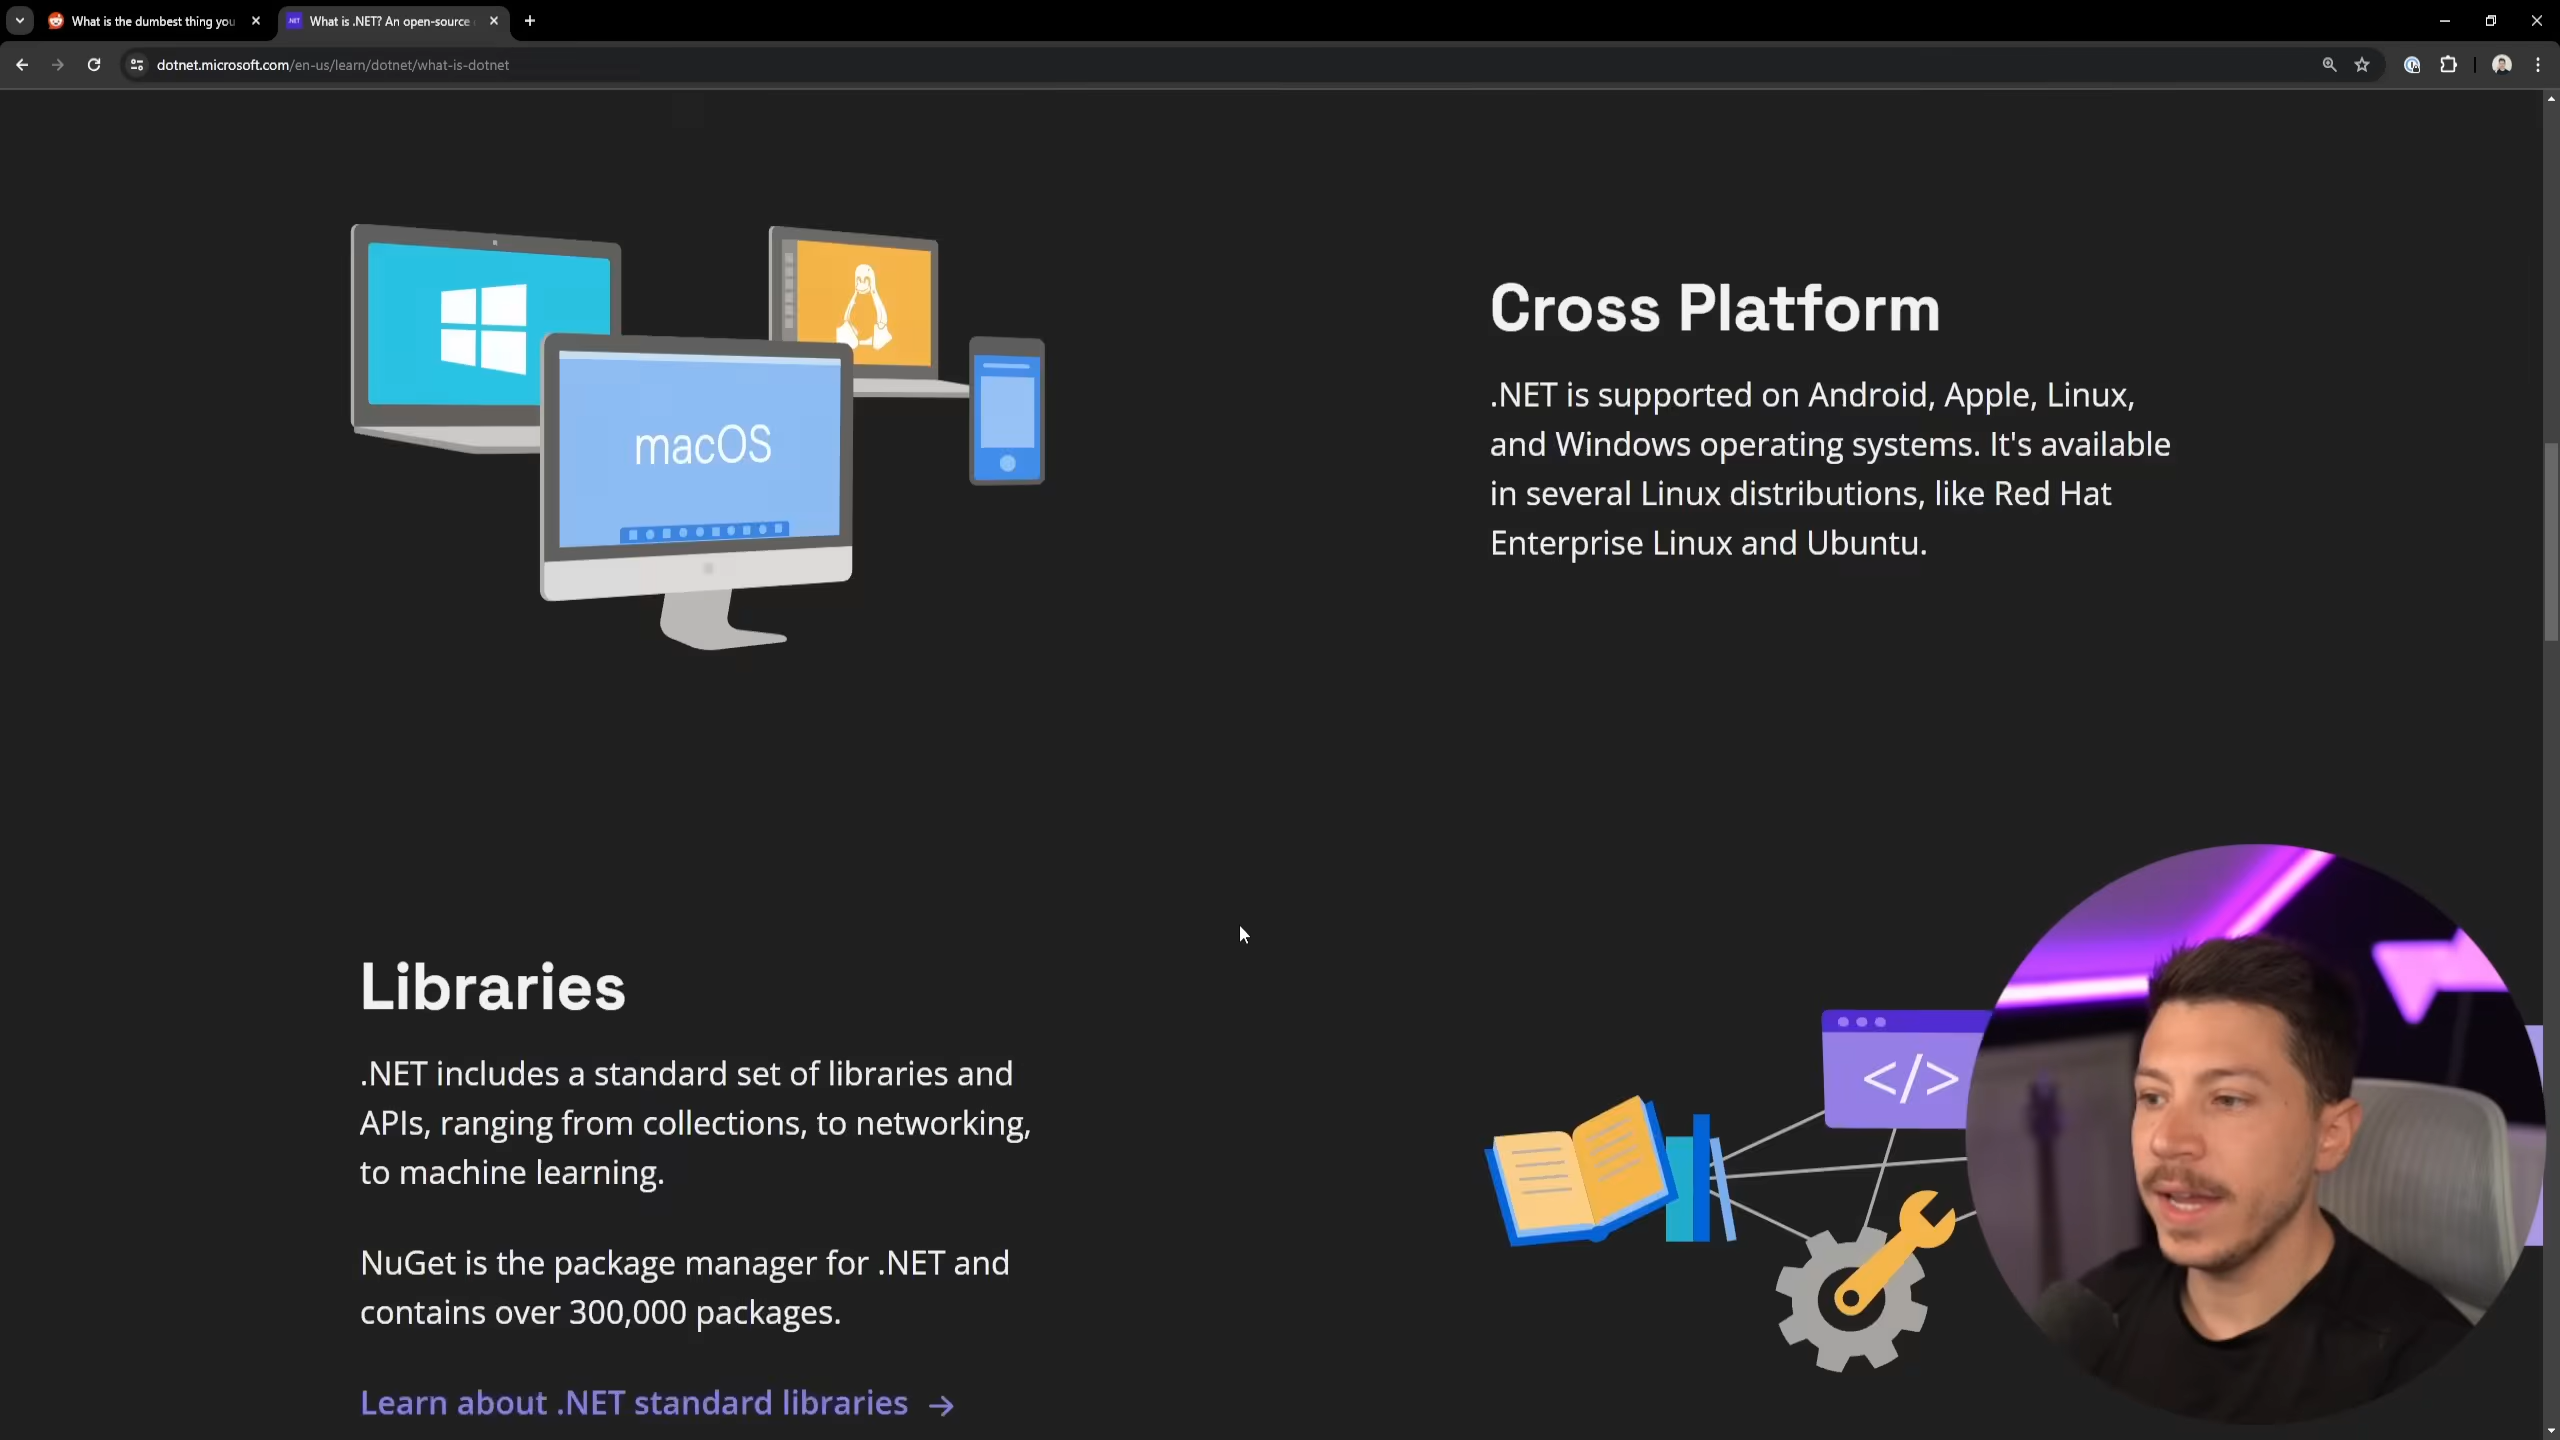 What is the dumbest thing you
What is .NET? An open-source
dotnet.microsoft.com/en-us/learn/dotnet/what-is-dotnet
macOS
Cross Platform
.NET is supported on Android, Apple, Linux,
and Windows operating systems. It's available
in several Linux distributions, like Red Hat
Enterprise Linux and Ubuntu.
Libraries
.NET includes a standard set of libraries and
APIs, ranging from collections, to networking,
to machine learning.
NuGet is the package manager for .NET and
contains over 300,000 packages.
Learn about .NET standard libraries →
</>